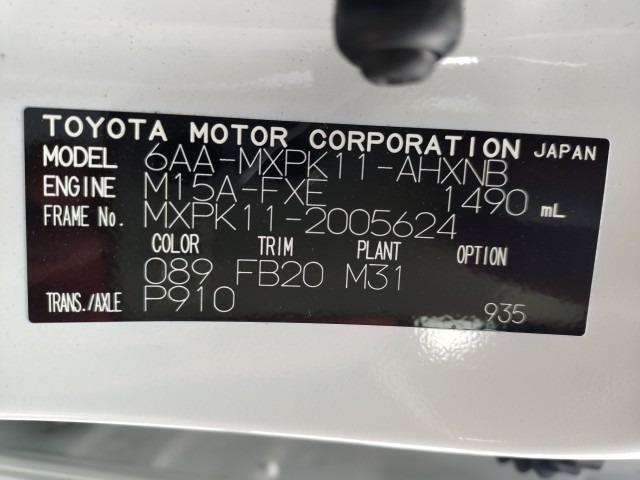 TOYOTA MOTOR CORPORATION JAPAN
MODEL 6AA-MXPK11-AHXNB
ENGINE M15A-FXE 1490 mL
FRAME No. MXPK11-2005624
COLOR TRIM PLANT OPTION
089 FB20 M31
TRANS./AXLE P910 935